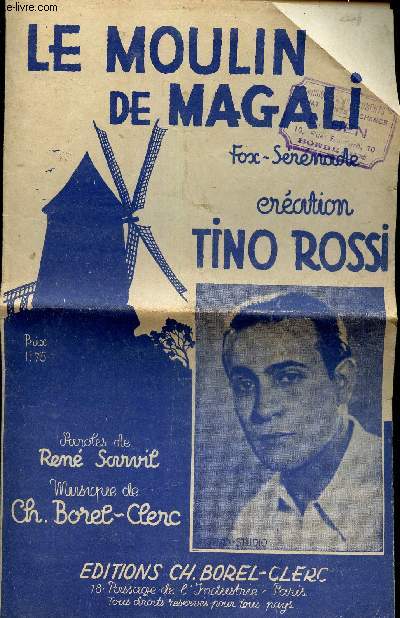 © e-livre.com
LE MOULIN
DE MAGALI
Fox-Sérénade
création
TINO ROSSI
Prix
Paroles de
René Sarvil
Musique de
Ch. Borel-Clerc
STUDIO
EDITIONS CH. BOREL-CLERC
18, Passage de l'Industrie - Paris
Tous droits réservés pour tous pays